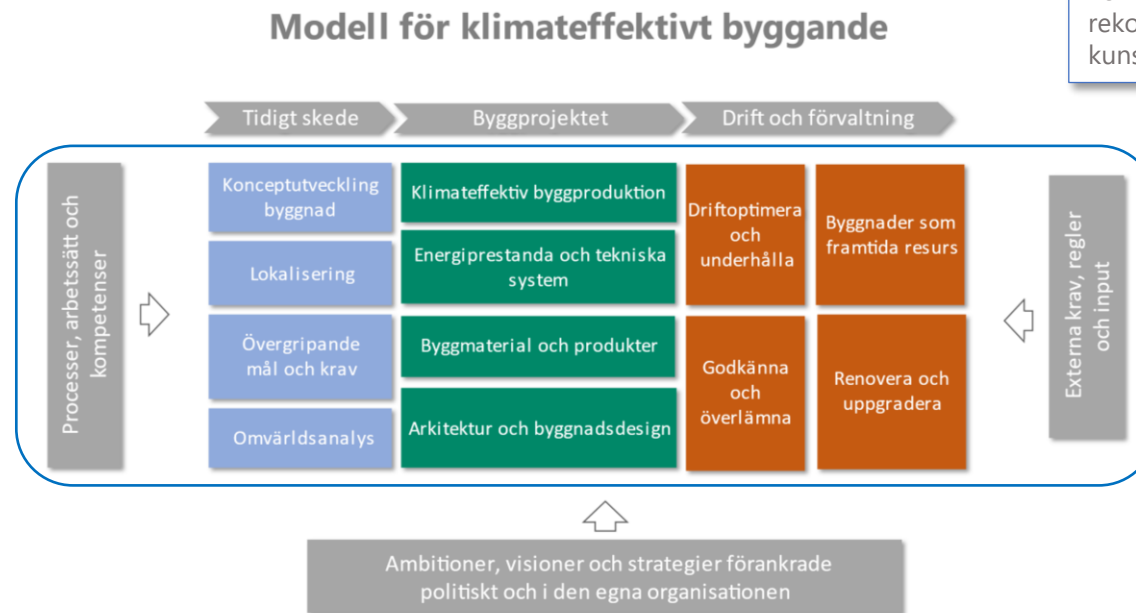 Modell för klimateffektivt byggande
Tidigt skede
Byggprojektet
Drift och förvaltning
Processer, arbetssätt och
kompetenser
Konceptutveckling
byggnad
Lokalisering
Övergripande
mål och krav
Omvärldsanalys
Klimateffektiv byggproduktion
Energiprestanda och tekniska
system
Byggmaterial och produkter
Arkitektur och byggnadsdesign
Driftoptimera
och
underhålla
Godkänna
och
överlämna
Byggnader som
framtida resurs
Renovera och
uppgradera
Externa krav, regler
och input
Ambitioner, visioner och strategier förankrade
politiskt och i den egna organisationen